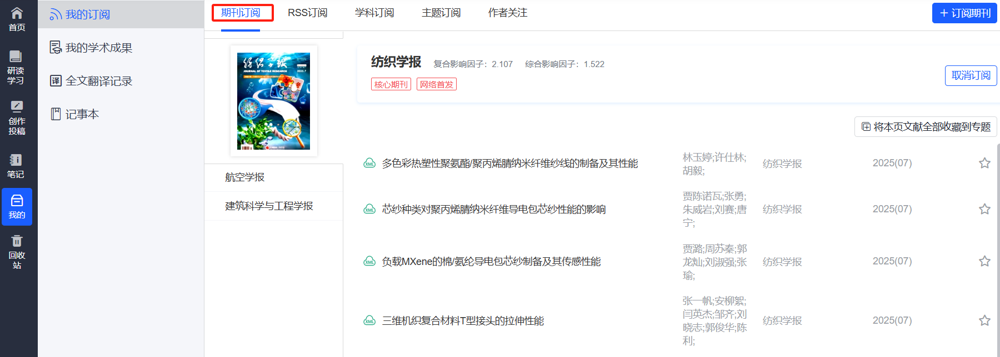 首页
研读
学习
创作
投稿
笔记
我的
回收
站
我的订阅
我的学术成果
译 全文翻译记录
记事本
期刊订阅 RSS订阅 学科订阅 主题订阅 作者关注
+ 订阅期刊
纺织学报
JOURNAL OF TEXTILE RESEARCH 2025.7
航空学报
建筑科学与工程学报
纺织学报 复合影响因子：2.107 综合影响因子：1.522
核心期刊 网络首发
取消订阅
将本页文献全部收藏到专题
XML 多色彩热塑性聚氨酯/聚丙烯腈纳米纤维纱线的制备及其性能
林玉婷;许仕林;
胡毅;
纺织学报 2025(07)
XML 芯纱种类对聚丙烯腈纳米纤维导电包芯纱性能的影响
贾陈诺瓦;张勇;
朱威岩;刘赛;唐
宁;
纺织学报 2025(07)
XML 负载MXene的棉/氨纶导电包芯纱制备及其传感性能
贾潞;周苏秦;郭
龙灿;刘淑强;张
瑜;
纺织学报 2025(07)
XML 三维机织复合材料T型接头的拉伸性能
张一帆;安柳絮;
闫英杰;邹齐;刘
晓志;郭俊华;陈
利;
纺织学报 2025(07)